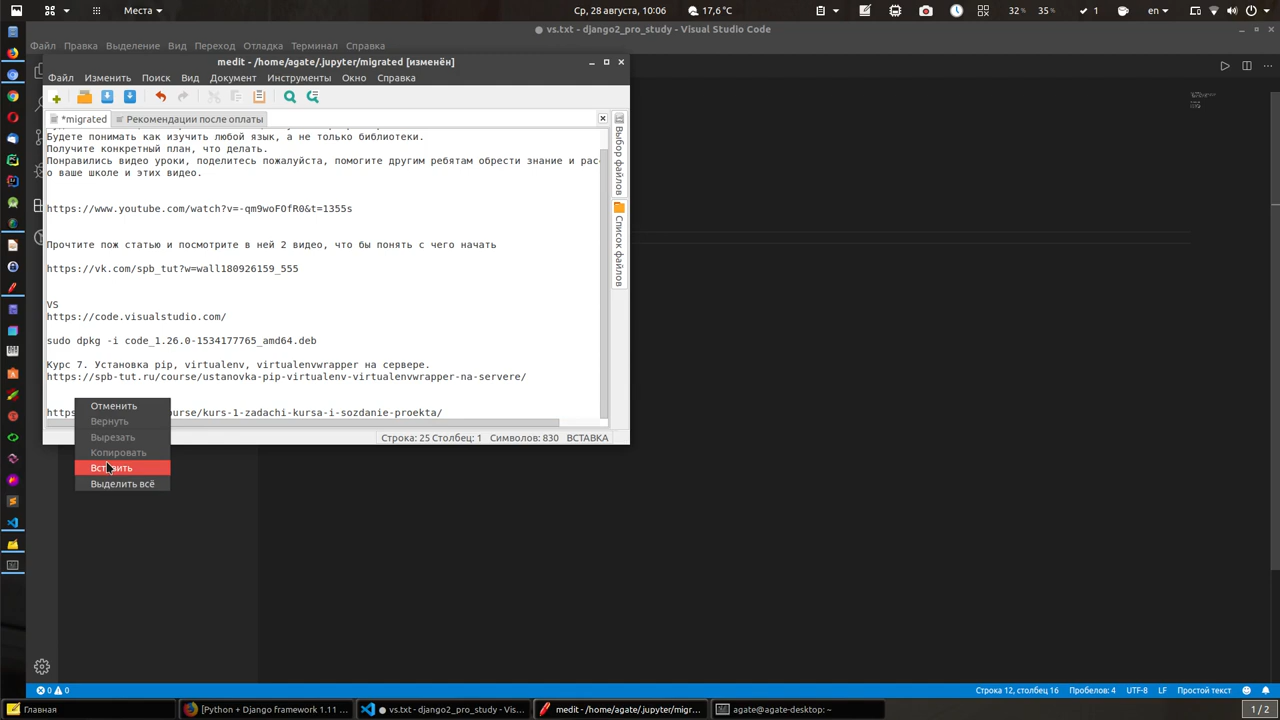 Места
Ср, 28 августа, 10:06
17,6°C
32%
35%
1
en
vs.txt - django2_pro_study - Visual Studio Code
Файл Правка Выделение Вид Переход Отладка Терминал Справка
medit - /home/agate/.jupyter/migrated [изменён]
Файл Изменить Поиск Вид Документ Инструменты Окно Справка
*migrated
Рекомендации после оплаты
Будете понимать как изучить любой язык, а не только библиотеки.
Получите конкретный план, что делать.
Понравились видео уроки, поделитесь пожалуйста, помогите другим ребятам обрести знание и рас
о ваше школе и этих видео.
https://www.youtube.com/watch?v=-qm9woFOfR0&t=1355s
Прочтите пож статью и посмотрите в ней 2 видео, что бы понять с чего начать
https://vk.com/spb_tut?w=wall180926159_555
VS
https://code.visualstudio.com/
sudo dpkg -i code_1.26.0-1534177765_amd64.deb
Курс 7. Установка pip, virtualenv, virtualenvwrapper на сервере.
https://spb-tut.ru/course/ustanovka-pip-virtualenv-virtualenvwrapper-na-servere/
https urse/kurs-1-zadachi-kursa-i-sozdanie-proekta/
Выбор файлов
Список файлов
Отменить
Вернуть
Вырезать
Копировать
Вставить
Выделить всё
Строка: 25 Столбец: 1 Символов: 830 ВСТАВКА
0 0
Строка 12, столбец 16 Пробелов: 4 UTF-8 LF Простой текст
Главная
[Python + Django framework 1.11 ...
vs.txt - django2_pro_study - Vis...
medit - /home/agate/.jupyter/migr...
agate@agate-desktop: ~
1 / 2